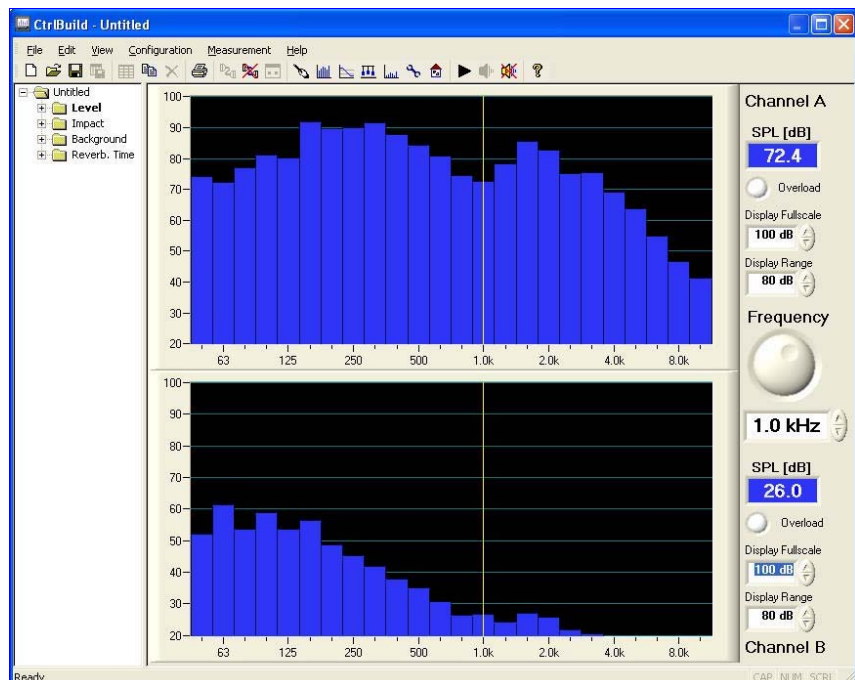 CtrlBuild - Untitled
File Edit View Configuration Measurement Help
Untitled
Level
Impact
Background
Reverb. Time
100
90
80
70
60
50
40
30
20
63 125 250 500 1.0k 2.0k 4.0k 8.0k
100
90
80
70
60
50
40
30
20
63 125 250 500 1.0k 2.0k 4.0k 8.0k
Channel A
SPL [dB]
72.4
Overload
Display Fullscale
100 dB
Display Range
80 dB
Frequency
1.0 kHz
SPL [dB]
26.0
Overload
Display Fullscale
100 dB
Display Range
80 dB
Channel B
Ready
CAP NUM SCRL